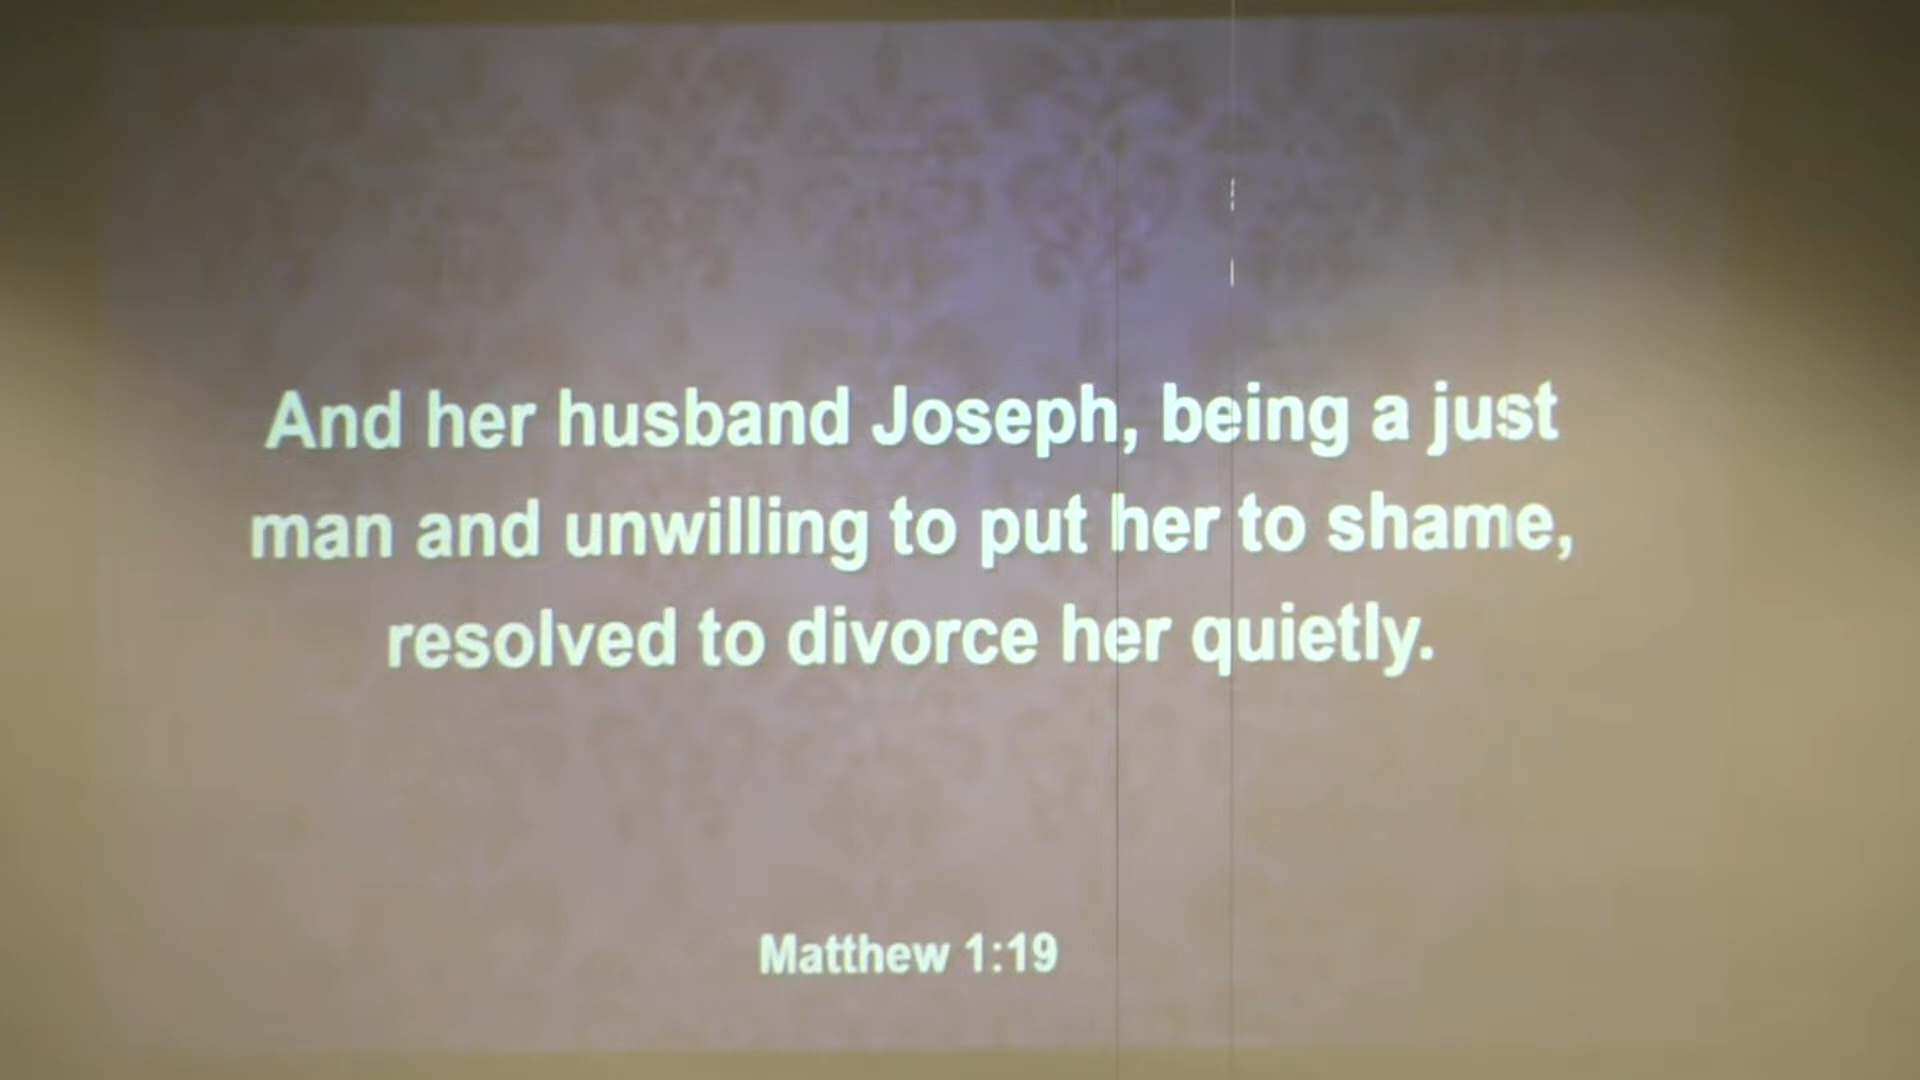 And her husband Joseph, being a just
man and unwilling to put her to shame,
resolved to divorce her quietly.
Matthew 1:19